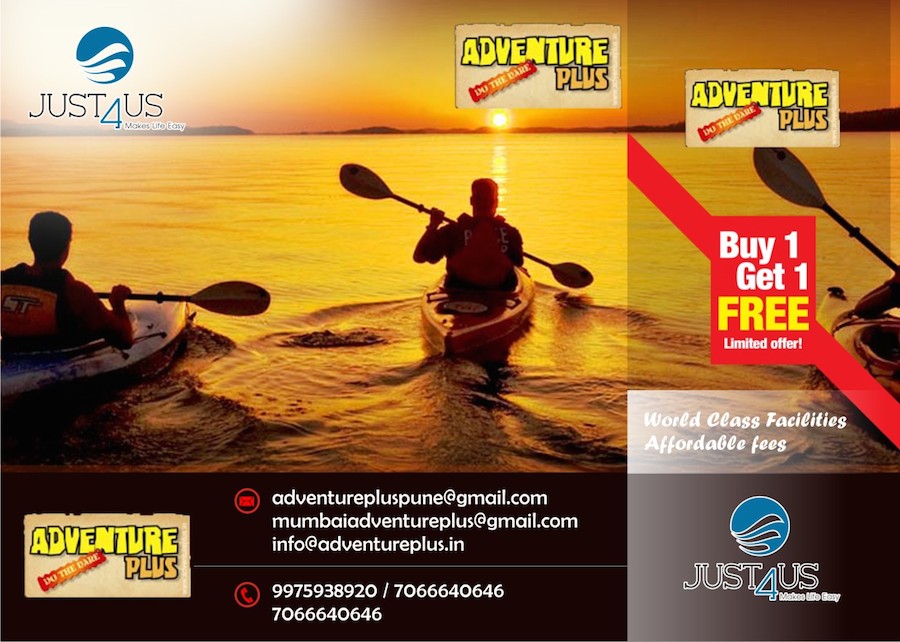 JUST4US
Makes Life Easy
ADVENTURE
DO THE DARE
PLUS
ADVENTURE
DO THE DARE
PLUS
Buy 1
Get 1
FREE
Limited offer!
World Class Facilities
Affordable fees
adventurepluspune@gmail.com
mumbaiadventureplus@gmail.com
info@adventureplus.in
ADVENTURE
DO THE DARE
PLUS
9975938920 / 7066640646
7066640646
JUST4US
Makes Life Easy